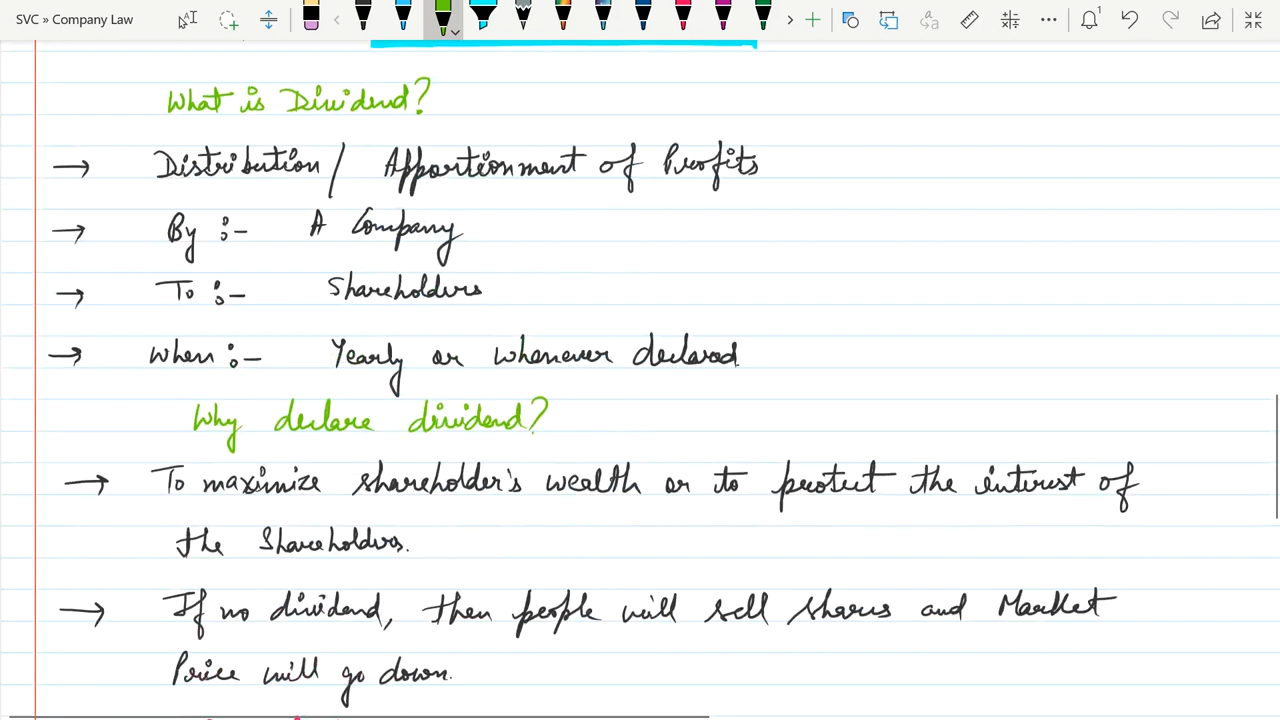 SVC » Company Law
What is Dividend?
→ Distribution/ Apportionment of Profits
→ By :- A Company
→ To :- Shareholders
→ When :- Yearly or whenever declared
Why declare dividend?
→ To maximize shareholder's wealth or to protect the interest of
the Shareholders.
→ If no dividend, then people will sell shares and Market
Price will go down.